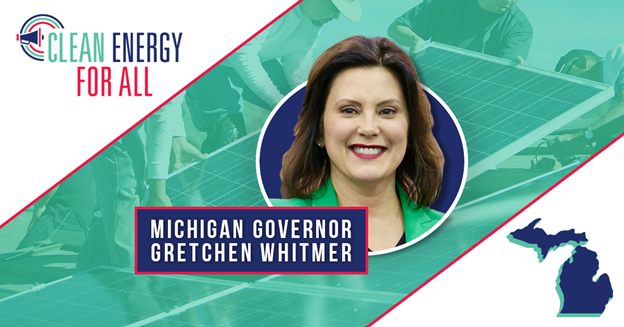 CLEAN ENERGY
FOR ALL
MICHIGAN GOVERNOR
GRETCHEN WHITMER